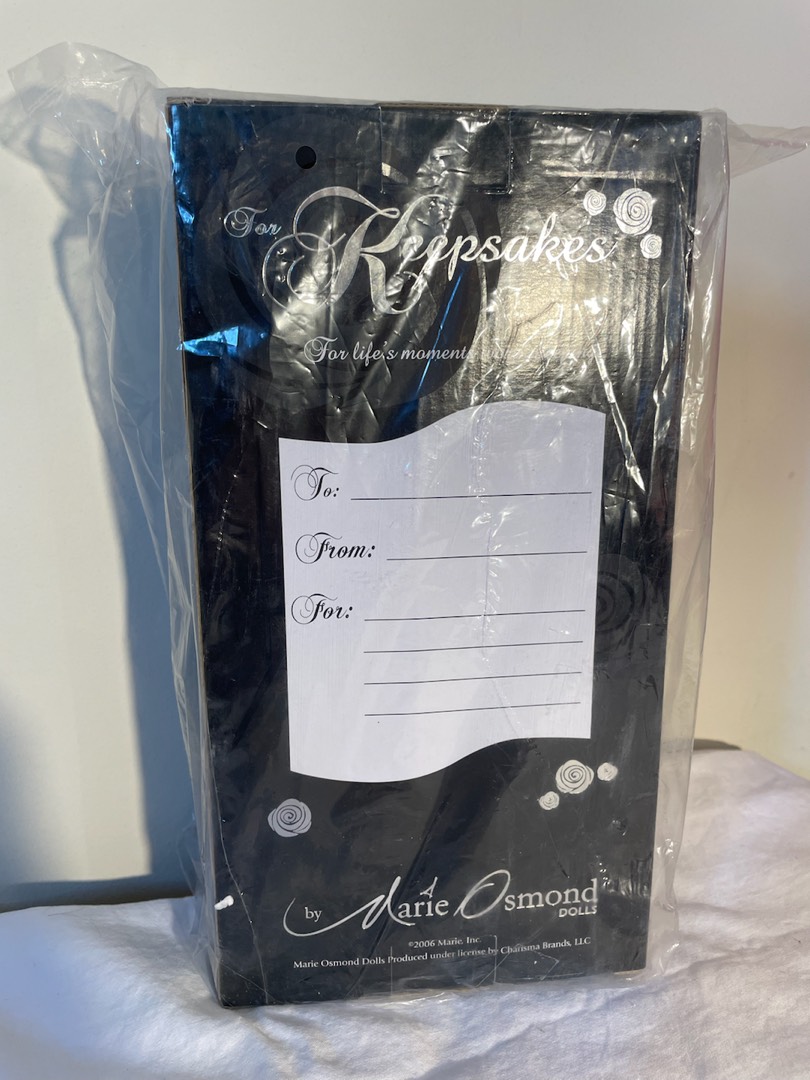 For Keepsakes
For life's moments
To:
From:
For:
by Marie Osmond
DOLLS
©2006 Marie, Inc.
Marie Osmond Dolls Produced under license by Charisma Brands, LLC